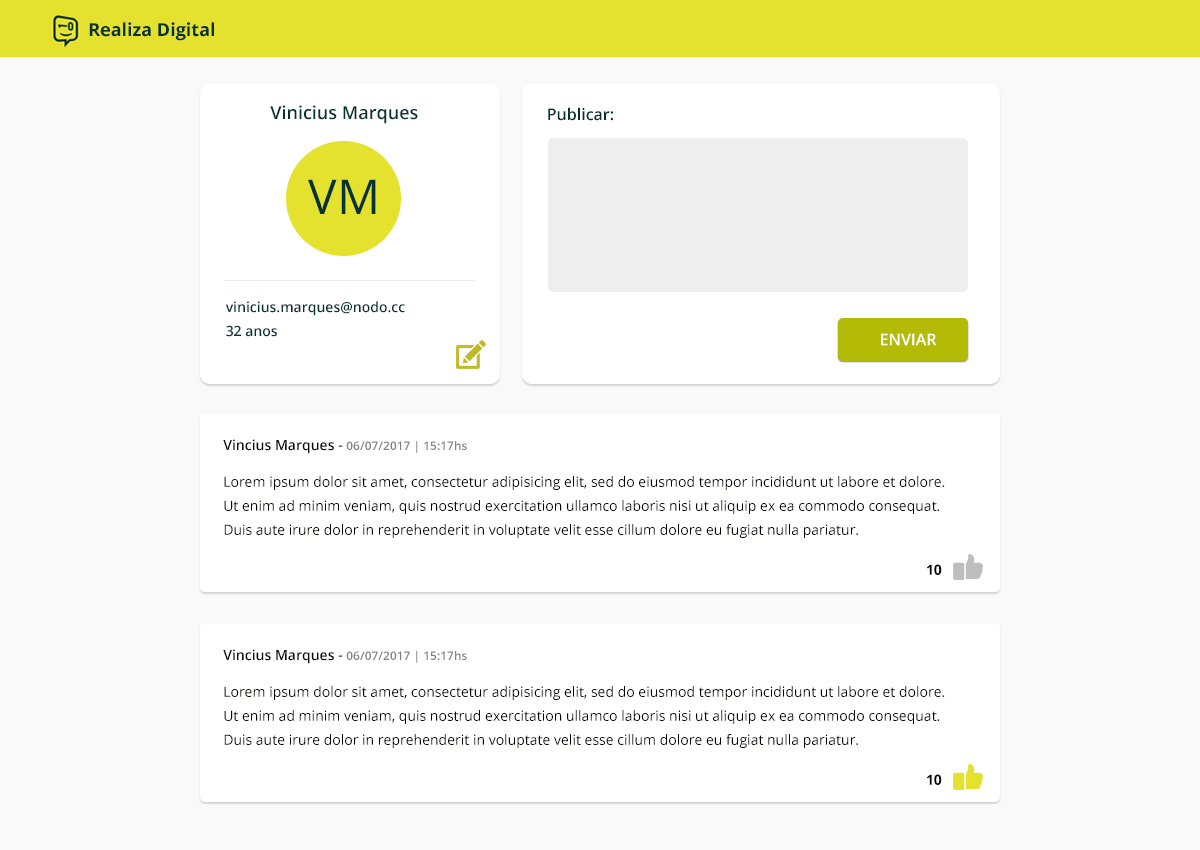 Realiza Digital
Vinicius Marques
VM
vinicius.marques@nodo.cc
32 anos
Publicar:
ENVIAR
Vincius Marques - 06/07/2017 | 15:17hs
Lorem ipsum dolor sit amet, consectetur adipisicing elit, sed do eiusmod tempor incididunt ut labore et dolore.
Ut enim ad minim veniam, quis nostrud exercitation ullamco laboris nisi ut aliquip ex ea commodo consequat.
Duis aute irure dolor in reprehenderit in voluptate velit esse cillum dolore eu fugiat nulla pariatur.
10
Vincius Marques - 06/07/2017 | 15:17hs
Lorem ipsum dolor sit amet, consectetur adipisicing elit, sed do eiusmod tempor incididunt ut labore et dolore.
Ut enim ad minim veniam, quis nostrud exercitation ullamco laboris nisi ut aliquip ex ea commodo consequat.
Duis aute irure dolor in reprehenderit in voluptate velit esse cillum dolore eu fugiat nulla pariatur.
10